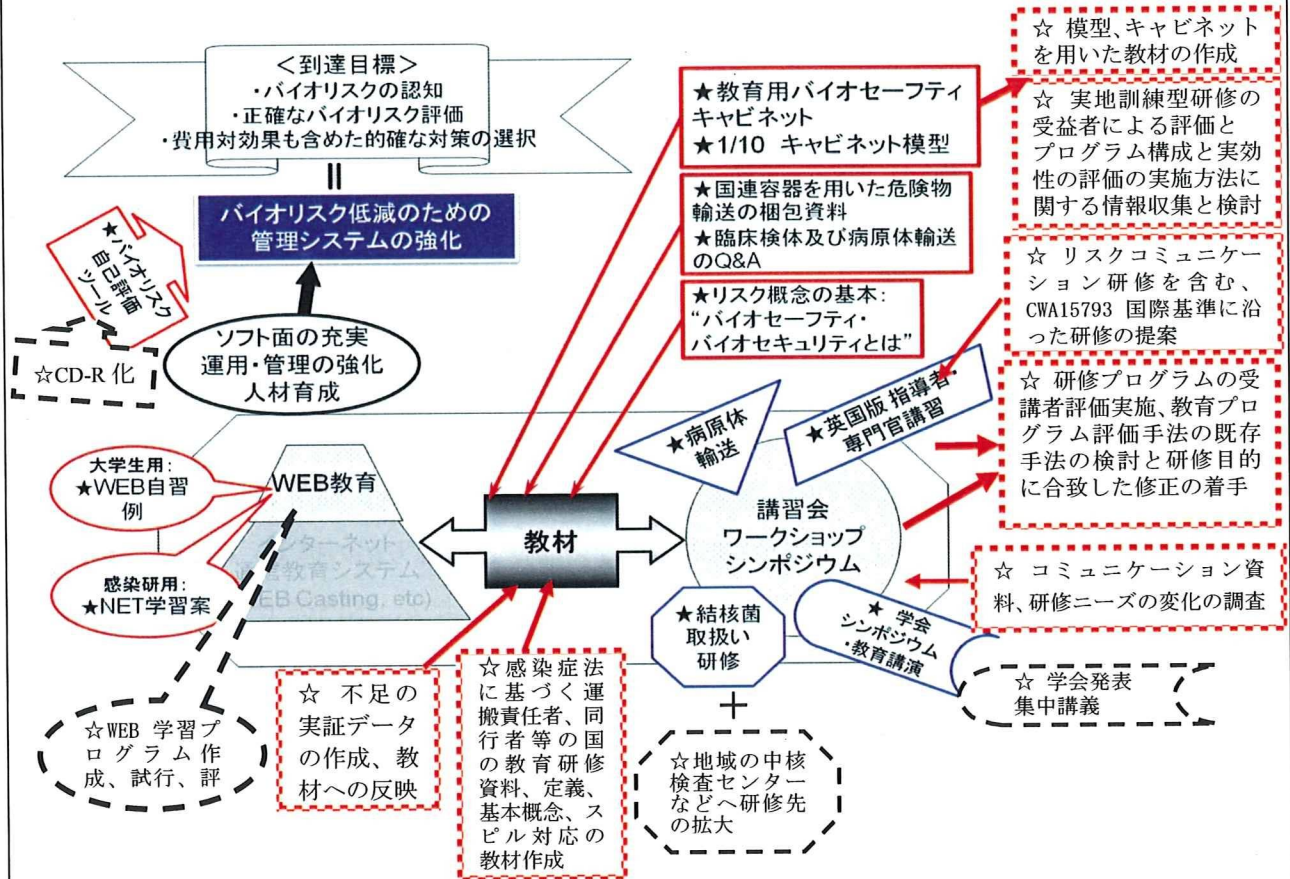 ＜到達目標＞
・バイオリスクの認知
・正確なバイオリスク評価
・費用対効果も含めた的確な対策の選択
バイオリスク低減のための
管理システムの強化
★バイオリスク
自己評価
ツール
☆CD-R 化
ソフト面の充実
運用・管理の強化
人材育成
★教育用バイオセーフティ
キャビネット
★1/10 キャビネット模型
★国連容器を用いた危険物
輸送の梱包資料
★臨床検体及び病原体輸送
のQ&A
★リスク概念の基本：
“バイオセーフティ・
バイオセキュリティとは”
☆ 模型、キャビネット
を用いた教材の作成
☆ 実地訓練型研修の
受益者による評価と
プログラム構成と実効
性の評価の実施方法に
関する情報収集と検討
☆ リスクコミュニケー
ション研修を含む、
CWA15793 国際基準に沿
った研修の提案
☆ 研修プログラムの受
講者評価実施、教育プロ
グラム評価手法の既存
手法の検討と研修目的
に合致した修正の着手
☆ コミュニケーション資
料、研修ニーズの変化の調査
大学生用：
★WEB自習
例
感染研用：
★NET学習案
WEB教育
インターネット
通信教育システム
EB Casting, etc)
教材
★病原体
輸送
★英国版 指導者・
専門官講習
講習会
ワークショップ
シンポジウム
★結核菌
取扱い
研修
★ 学会
シンポジウム
・教育講演
☆ 学会発表
集中講義
☆WEB 学習プ
ログラム作
成、試行、評
☆ 不足の
実証データ
の作成、教
材への反映
☆感染症法
に基づく運
搬責任者、同
行者等の国
の教育研修
資料、定義、
基本概念、ス
ピル対応の
教材作成
＋
☆地域の中核
検査センター
などへ研修先
の拡大